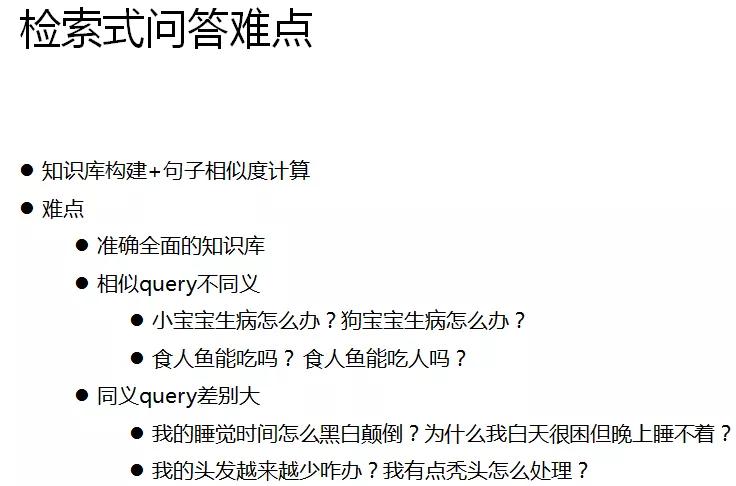 检索式问答难点
知识库构建+句子相似度计算
难点
准确全面的知识库
相似query不同义
小宝宝生病怎么办？狗宝宝生病怎么办？
食人鱼能吃吗？ 食人鱼能吃人吗？
同义query差别大
我的睡觉时间怎么黑白颠倒？为什么我白天很困但晚上睡不着？
我的头发越来越少咋办？我有点秃头怎么处理？